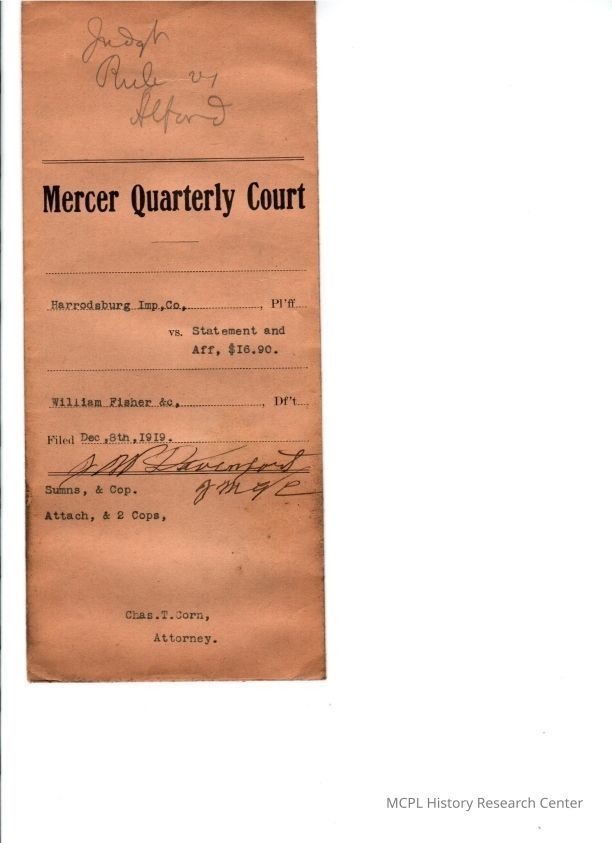 Judgt
Rule vs
Alford
Mercer Quarterly Court
Harrodsburg Imp,Co, , Pl'ff
vs. Statement and
Aff, $16.90.
William Fisher &c, , Df't
Filed Dec ,8th,1919.
Davenport
J M Q C
Sumns, & Cop.
Attach, & 2 Cops,
Chas.T.Corn,
Attorney.
MCPL History Research Center